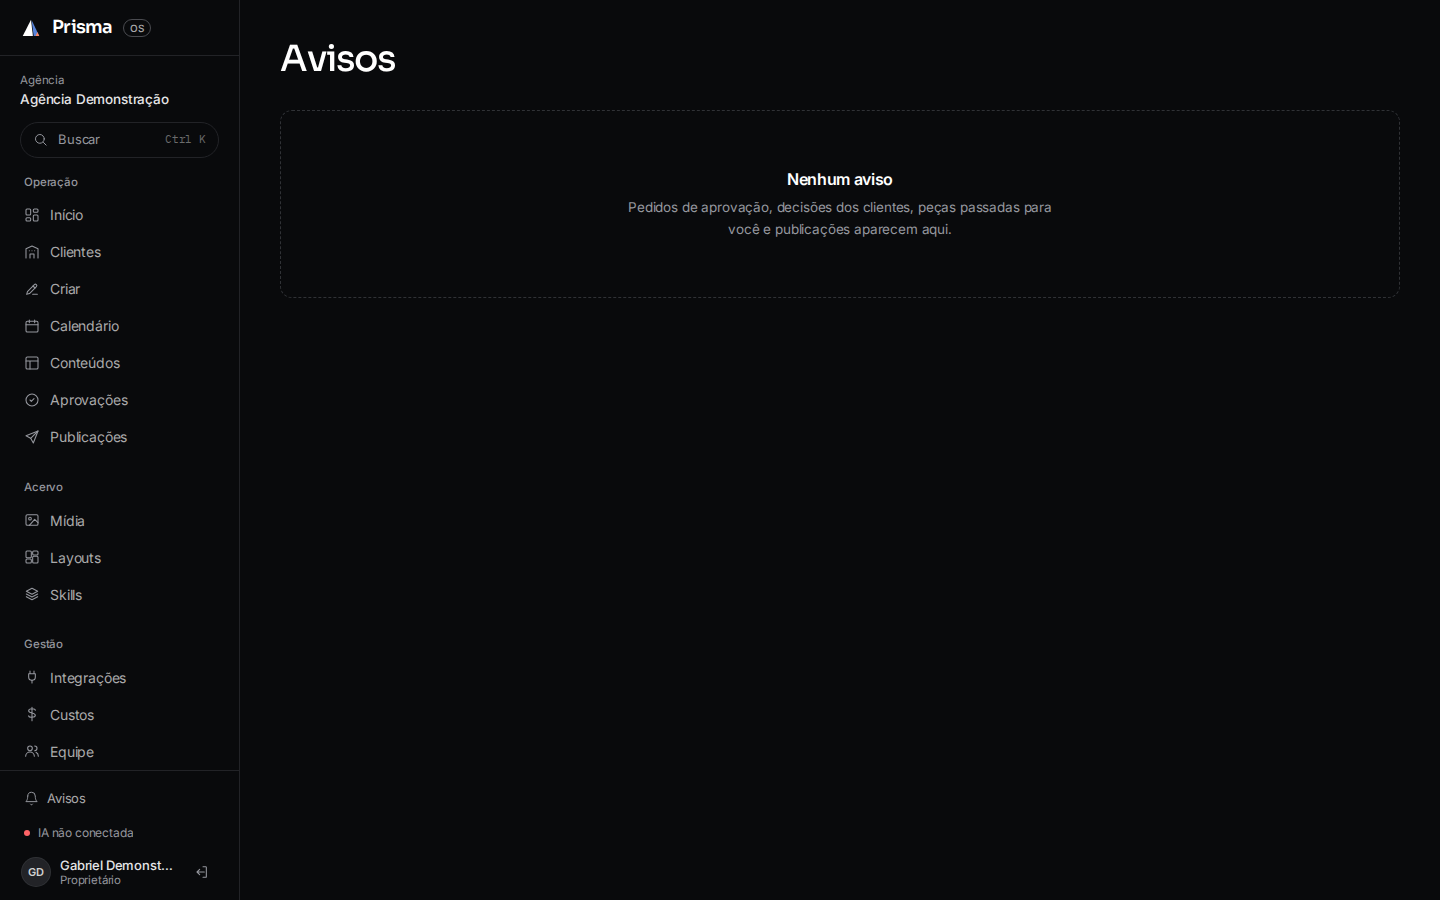 Prisma OS
Agência
Agência Demonstração
Buscar Ctrl K
Operação
Início
Clientes
Criar
Calendário
Conteúdos
Aprovações
Publicações
Acervo
Mídia
Layouts
Skills
Gestão
Integrações
Custos
Equipe
Avisos
IA não conectada
GD
Gabriel Demonst...
Proprietário
Avisos
Nenhum aviso
Pedidos de aprovação, decisões dos clientes, peças passadas para
você e publicações aparecem aqui.